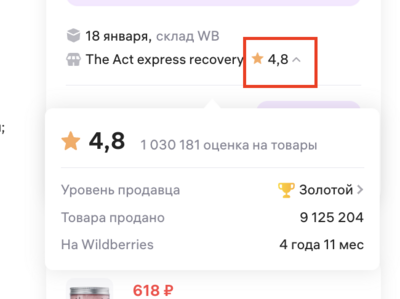 18 января, склад WB
The Act express recovery 4,8
л;
4,8 1 030 181 оценка на товары
Уровень продавца Золотой
Товара продано 9 125 204
На Wildberries 4 года 11 мес
618 ₽